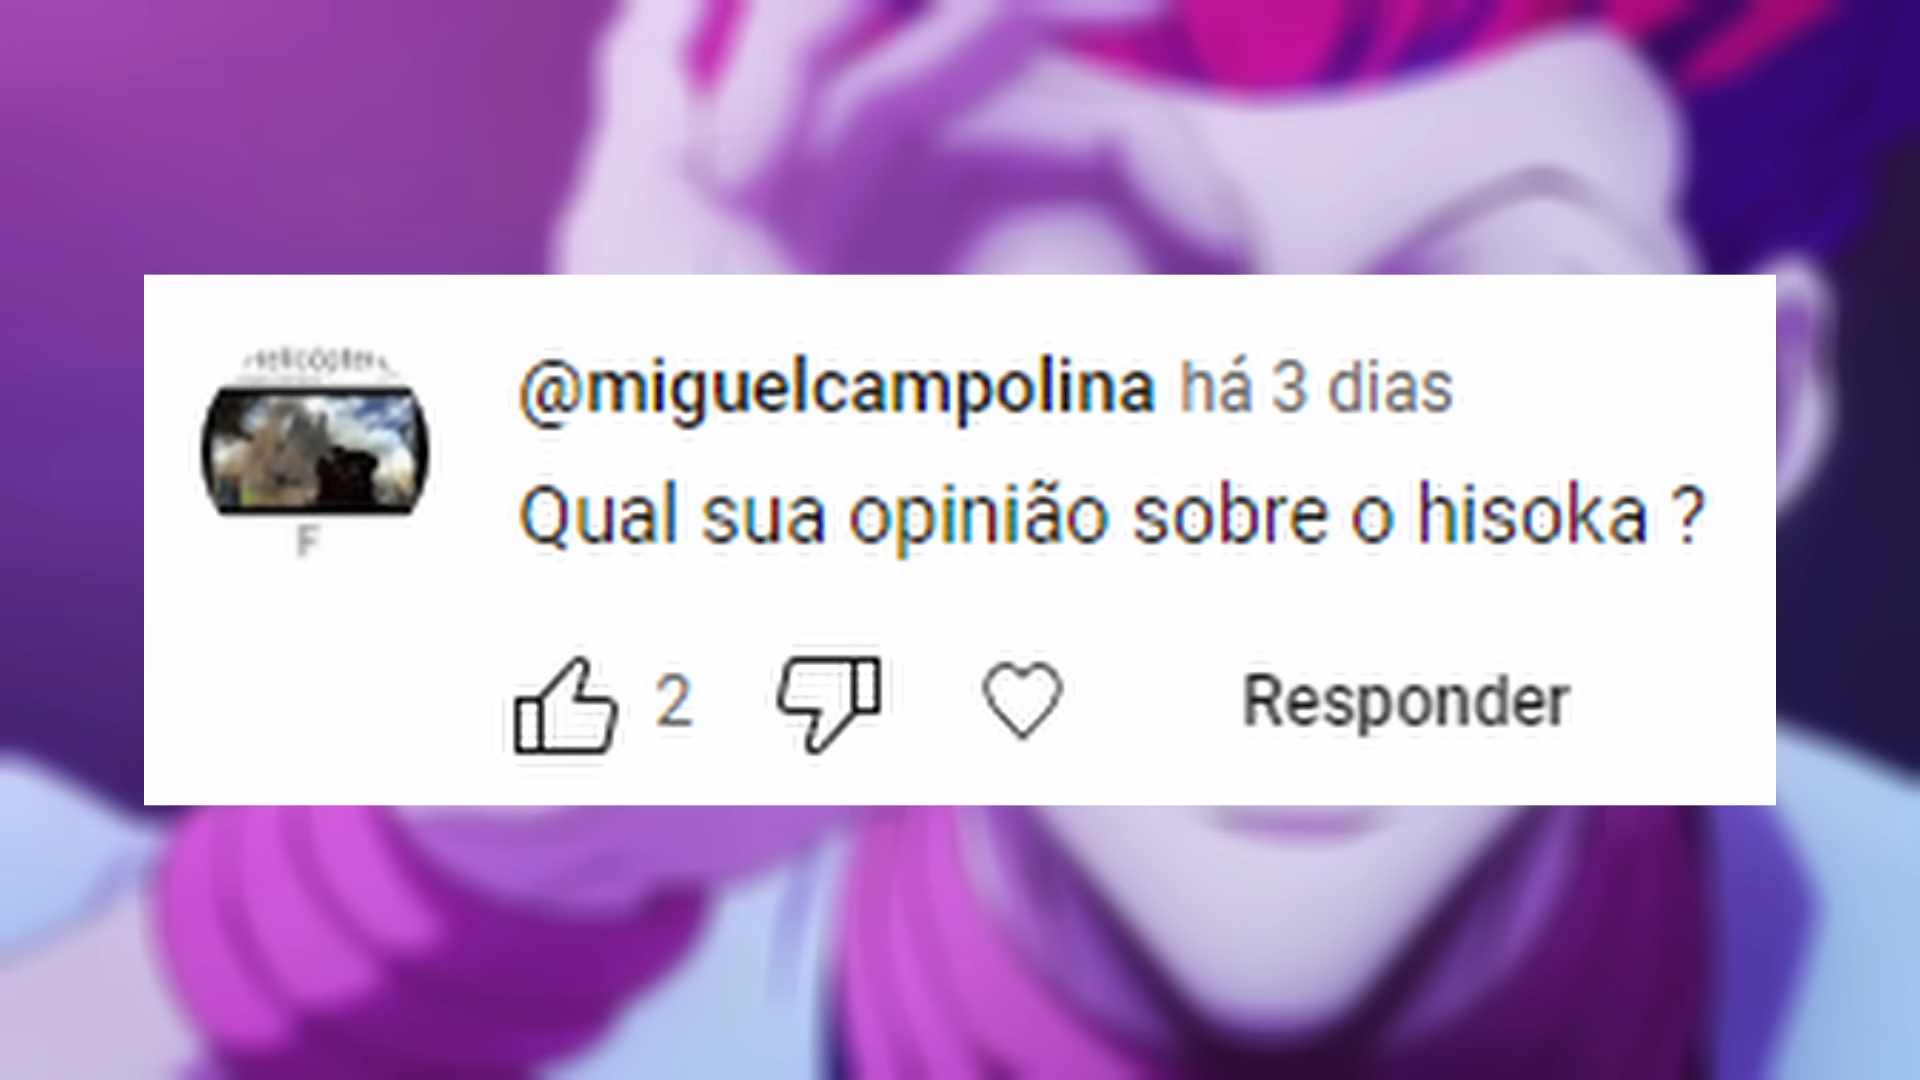 @miguelcampolina há 3 dias
Qual sua opinião sobre o hisoka ?
2
Responder
F